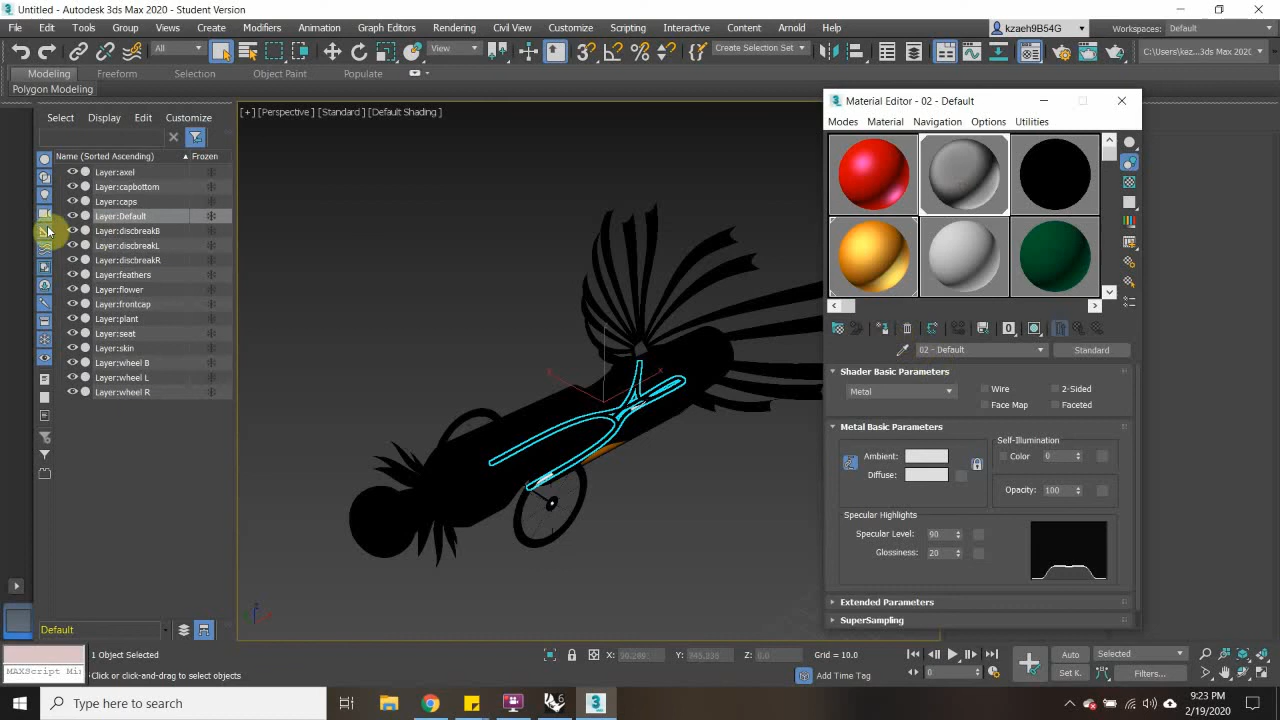 Untitled - Autodesk 3ds Max 2020 - Student Version
File Edit Tools Group Views Create Modifiers Animation Graph Editors Rendering Civil View Customize Scripting Interactive Content Arnold Help kzaeh9B54G Workspaces: Default
All View Create Selection Set
Modeling Freeform Selection Object Paint Populate
Polygon Modeling
Select Display Edit Customize
Name (Sorted Ascending) Frozen
Layer:axel
Layer:capbottom
Layer:caps
Layer:Default
Layer:discbreakB
Layer:discbreakL
Layer:discbreakR
Layer:feathers
Layer:flower
Layer:frontcap
Layer:plant
Layer:seat
Layer:skin
Layer:wheel B
Layer:wheel L
Layer:wheel R
Default
[+] [Perspective ] [Standard ] [Default Shading ]
Material Editor - 02 - Default
Modes Material Navigation Options Utilities
02 - Default Standard
Shader Basic Parameters
Metal Wire 2-Sided
Face Map Faceted
Metal Basic Parameters
Self-Illumination
Ambient: Color 0
Diffuse:
Opacity: 100
Specular Highlights
Specular Level: 90
Glossiness: 20
Extended Parameters
SuperSampling
1 Object Selected X: Y: Z: 0.0 Grid = 10.0 Auto Selected
MAXScript Mi Click or click-and-drag to select objects Add Time Tag 0 Set K. Filters...
Type here to search
9:23 PM
2/19/2020